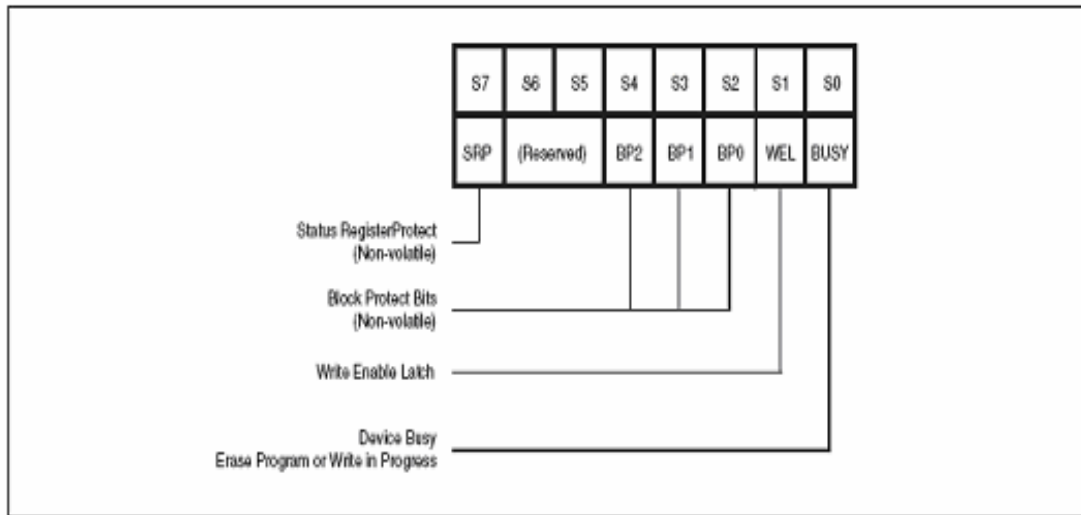 S7 S6 S5 S4 S3 S2 S1 S0
SRP (Reserved) BP2 BP1 BP0 WEL BUSY
Status RegisterProtect
(Non-volatile)
Block Protect Bits
(Non-volatile)
Write Enable Latch
Device Busy
Erase Program or Write in Progress